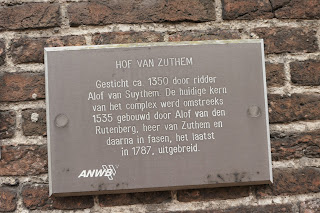 HOF VAN ZUTHEM
Gesticht ca. 1350 door ridder
Alof van Suythem. De huidige kern
van het complex werd omstreeks
1535 gebouwd door Alof van den
Rutenberg, heer van Zuthem en
daarna in fasen, het laatst
in 1787, uitgebreid.
ANWB